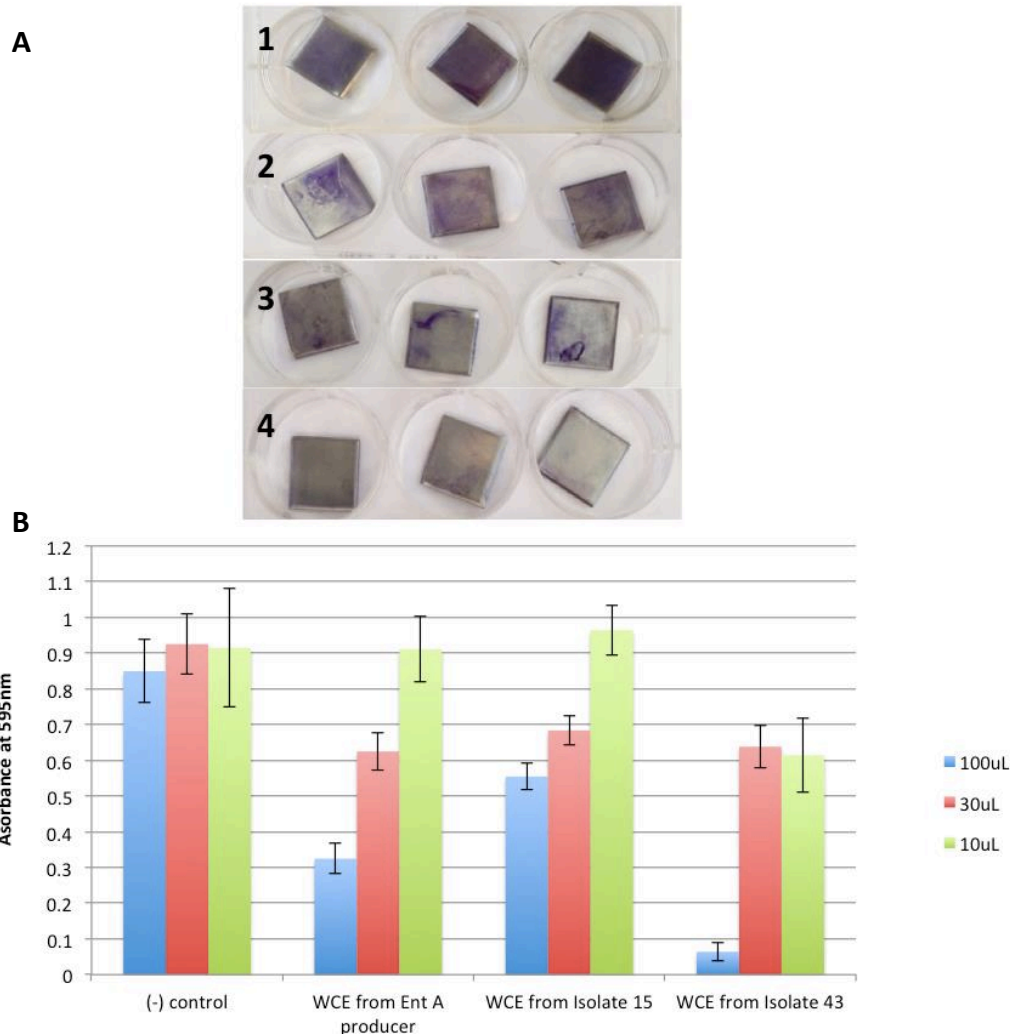 A
1
2
3
4
B
1.2
1.1
1
0.9
0.8
0.7
0.6
0.5
0.4
0.3
0.2
0.1
0
Asorbance at 595nm
(-) control
WCE from Ent A
producer
WCE from Isolate 15
WCE from Isolate 43
100uL
30uL
10uL